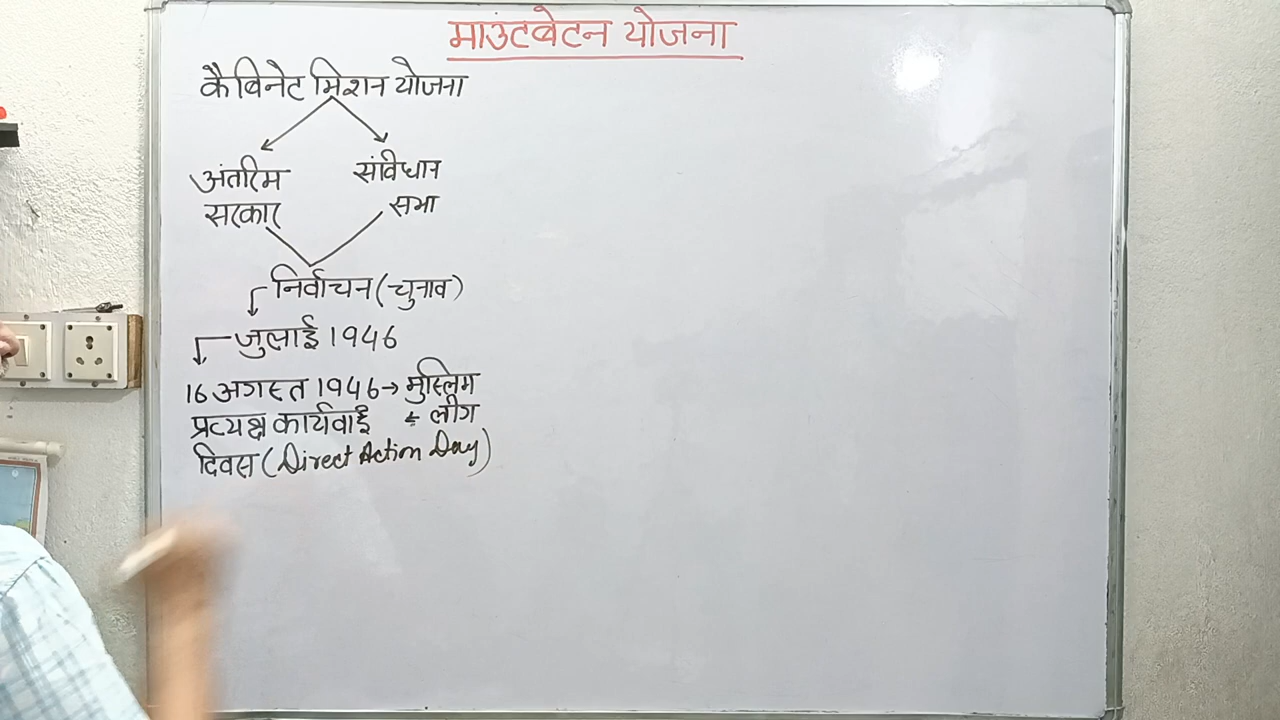 माउंटबेटन योजना
कैबिनेट मिशन योजना
अंतरिम
सरकार
संविधान
सभा
निर्वाचन (चुनाव)
जुलाई 1946
16 अगस्त 1946 → मुस्लिम
प्रत्यक्ष कार्यवाई ← लीग
दिवस (Direct Action Day)